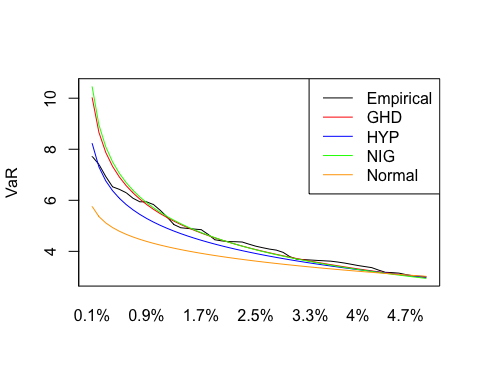 VaR
10
8
6
4
0.1% 0.9% 1.7% 2.5% 3.3% 4% 4.7%
Empirical
GHD
HYP
NIG
Normal